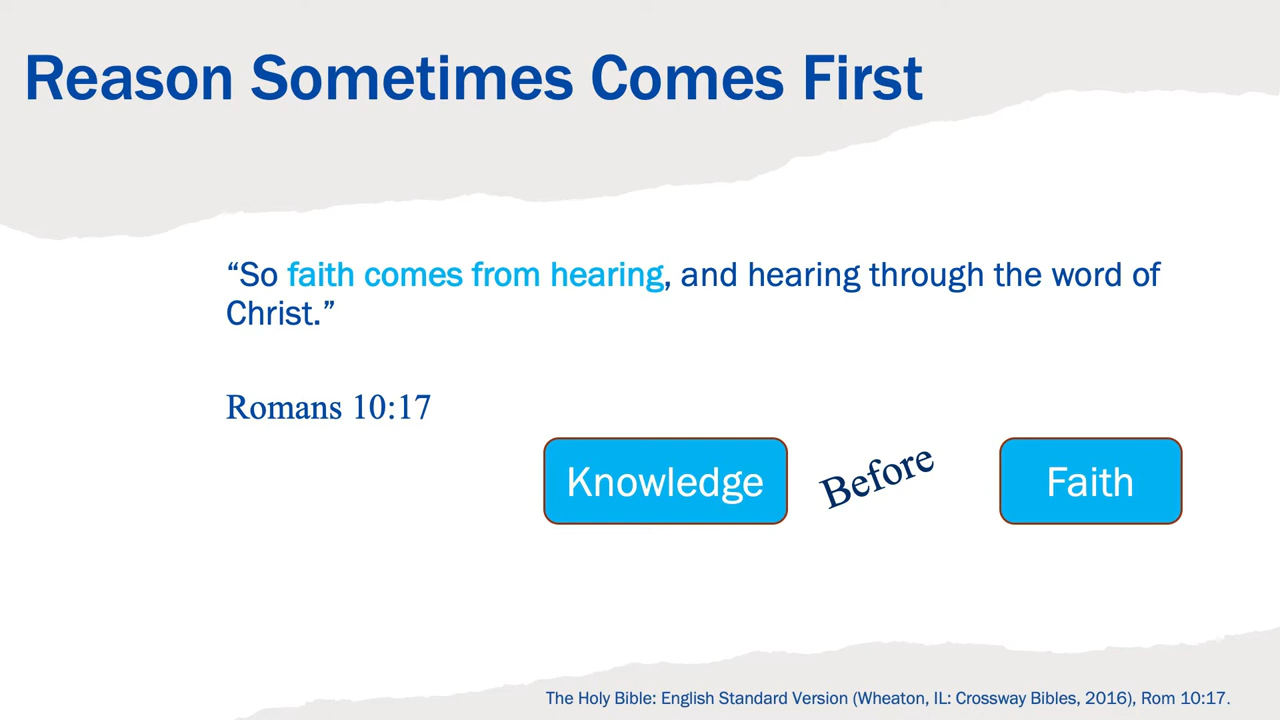 Reason Sometimes Comes First
“So faith comes from hearing, and hearing through the word of
Christ.”
Romans 10:17
Knowledge
Before
Faith
The Holy Bible: English Standard Version (Wheaton, IL: Crossway Bibles, 2016), Rom 10:17.